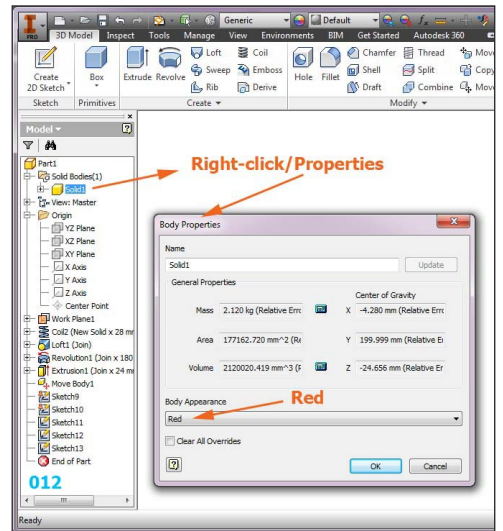 Generic
Default
PRO
3D Model Inspect Tools Manage View Environments BIM Get Started Autodesk 360
Create
2D Sketch
Box
Extrude Revolve
Loft
Sweep
Rib
Coil
Emboss
Derive
Hole Fillet
Chamfer
Shell
Draft
Thread
Split
Combine
Move
Copy
Move
Sketch Primitives Create Modify
Model
Part1
Solid Bodies(1)
Solid1
View: Master
Origin
YZ Plane
XZ Plane
XY Plane
X Axis
Y Axis
Z Axis
Center Point
Work Plane1
Coil2 (New Solid x 28 mm
Loft1 (Join)
Revolution1 (Join x 180
Extrusion1 (Join x 24 m
Move Body1
Sketch9
Sketch10
Sketch11
Sketch12
Sketch13
End of Part
012
Ready
Right-click/Properties
Body Properties
Name
Solid1
Update
General Properties
Center of Gravity
Mass 2.120 kg (Relative Erro X -4.280 mm (Relative Erro
Area 177162.720 mm^2 (Re Y 199.999 mm (Relative Er
Volume 2120020.419 mm^3 (F Z -24.656 mm (Relative Er
Body Appearance
Red
Red
Clear All Overrides
OK Cancel